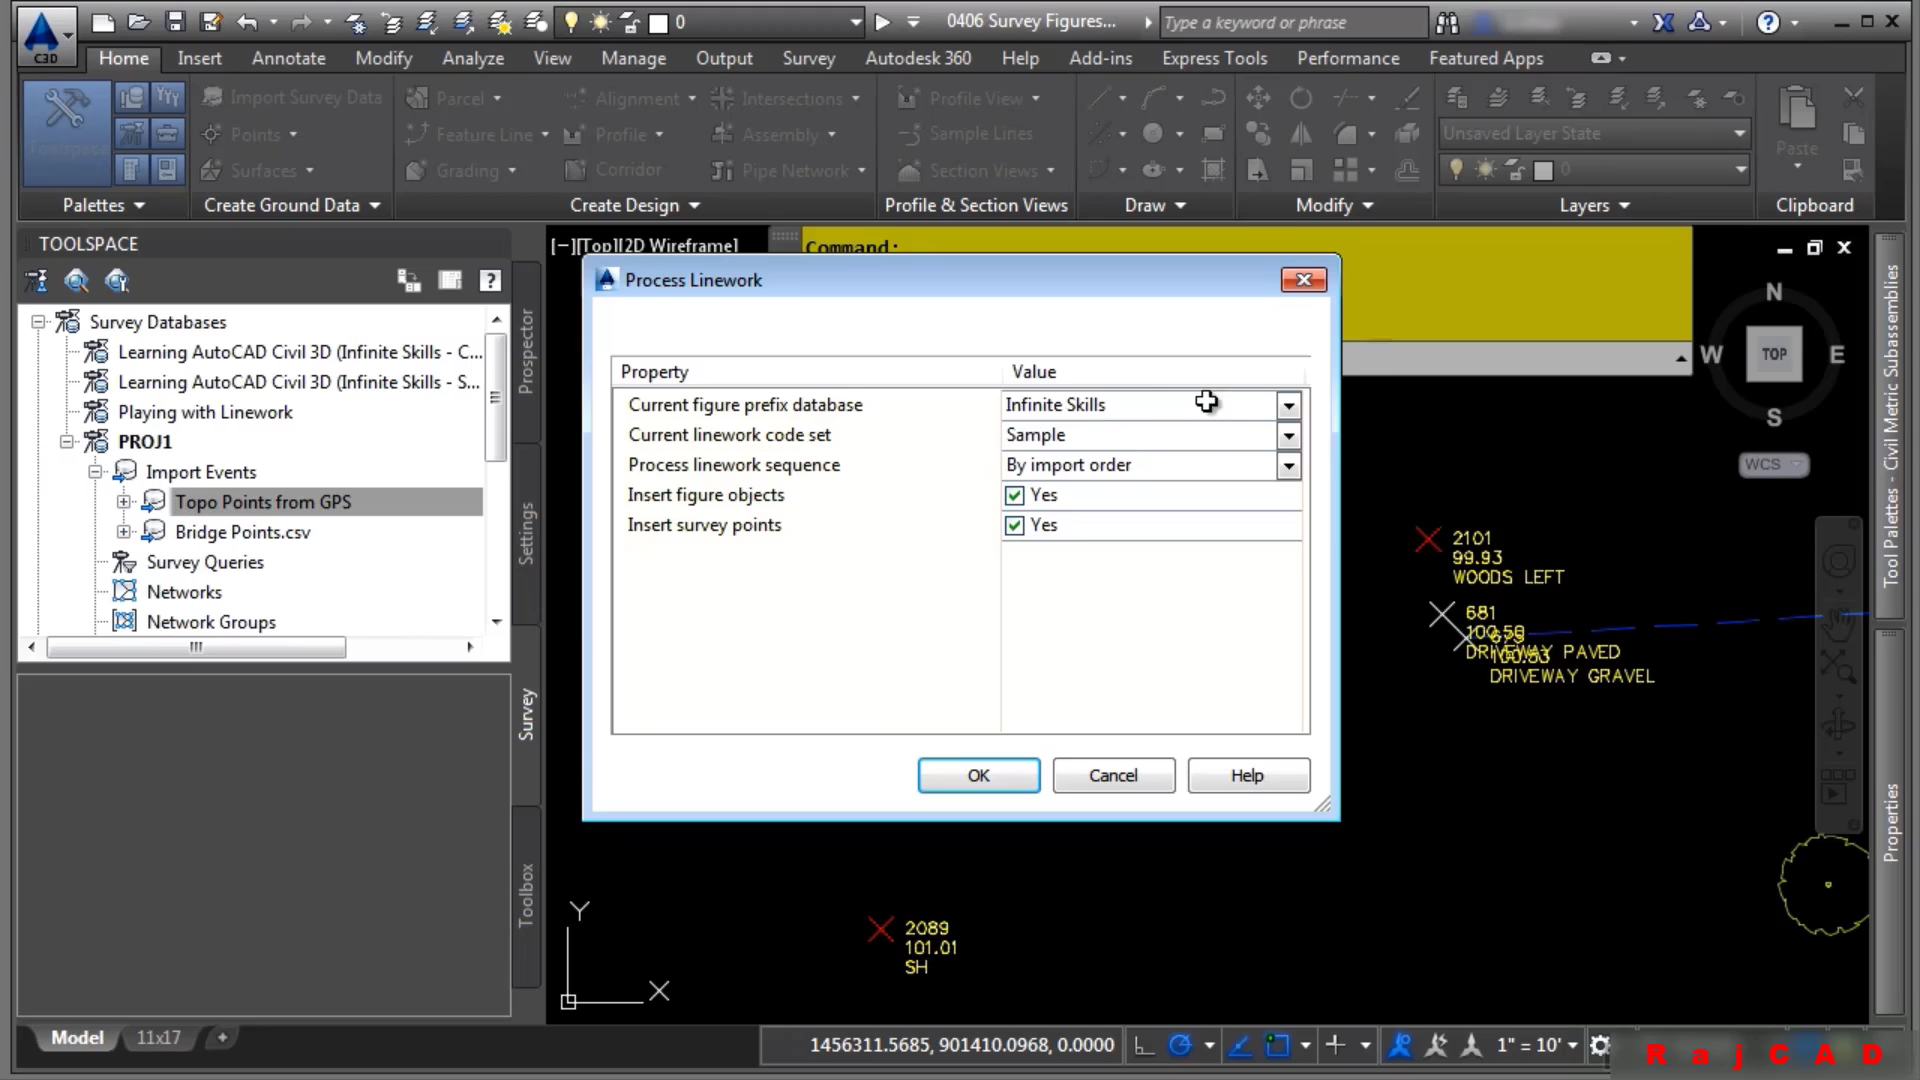 C3D
0
0406 Survey Figures...
Type a keyword or phrase
Home
Insert
Annotate
Modify
Analyze
View
Manage
Output
Survey
Autodesk 360
Help
Add-ins
Express Tools
Performance
Featured Apps
Toolspace
Import Survey Data
Points
Surfaces
Parcel
Feature Line
Grading
Alignment
Profile
Corridor
Intersections
Assembly
Pipe Network
Profile View
Sample Lines
Section Views
Unsaved Layer State
0
Paste
Palettes
Create Ground Data
Create Design
Profile & Section Views
Draw
Modify
Layers
Clipboard
TOOLSPACE
Survey Databases
Learning AutoCAD Civil 3D (Infinite Skills - C...
Learning AutoCAD Civil 3D (Infinite Skills - S...
Playing with Linework
PROJ1
Import Events
Topo Points from GPS
Bridge Points.csv
Survey Queries
Networks
Network Groups
Prospector
Settings
Survey
Toolbox
[−][Top][2D Wireframe]
Command:
Process Linework
Property
Value
Current figure prefix database
Infinite Skills
Current linework code set
Sample
Process linework sequence
By import order
Insert figure objects
Yes
Insert survey points
Yes
OK
Cancel
Help
N
W
TOP
E
S
WCS
Tool Palettes - Civil Metric Subassemblies
Properties
2101
99.93
WOODS LEFT
681
DRIVEWAY PAVED
DRIVEWAY GRAVEL
2089
101.01
SH
Y
X
Model
11x17
1456311.5685, 901410.0968, 0.0000
1" = 10'
RajCAD